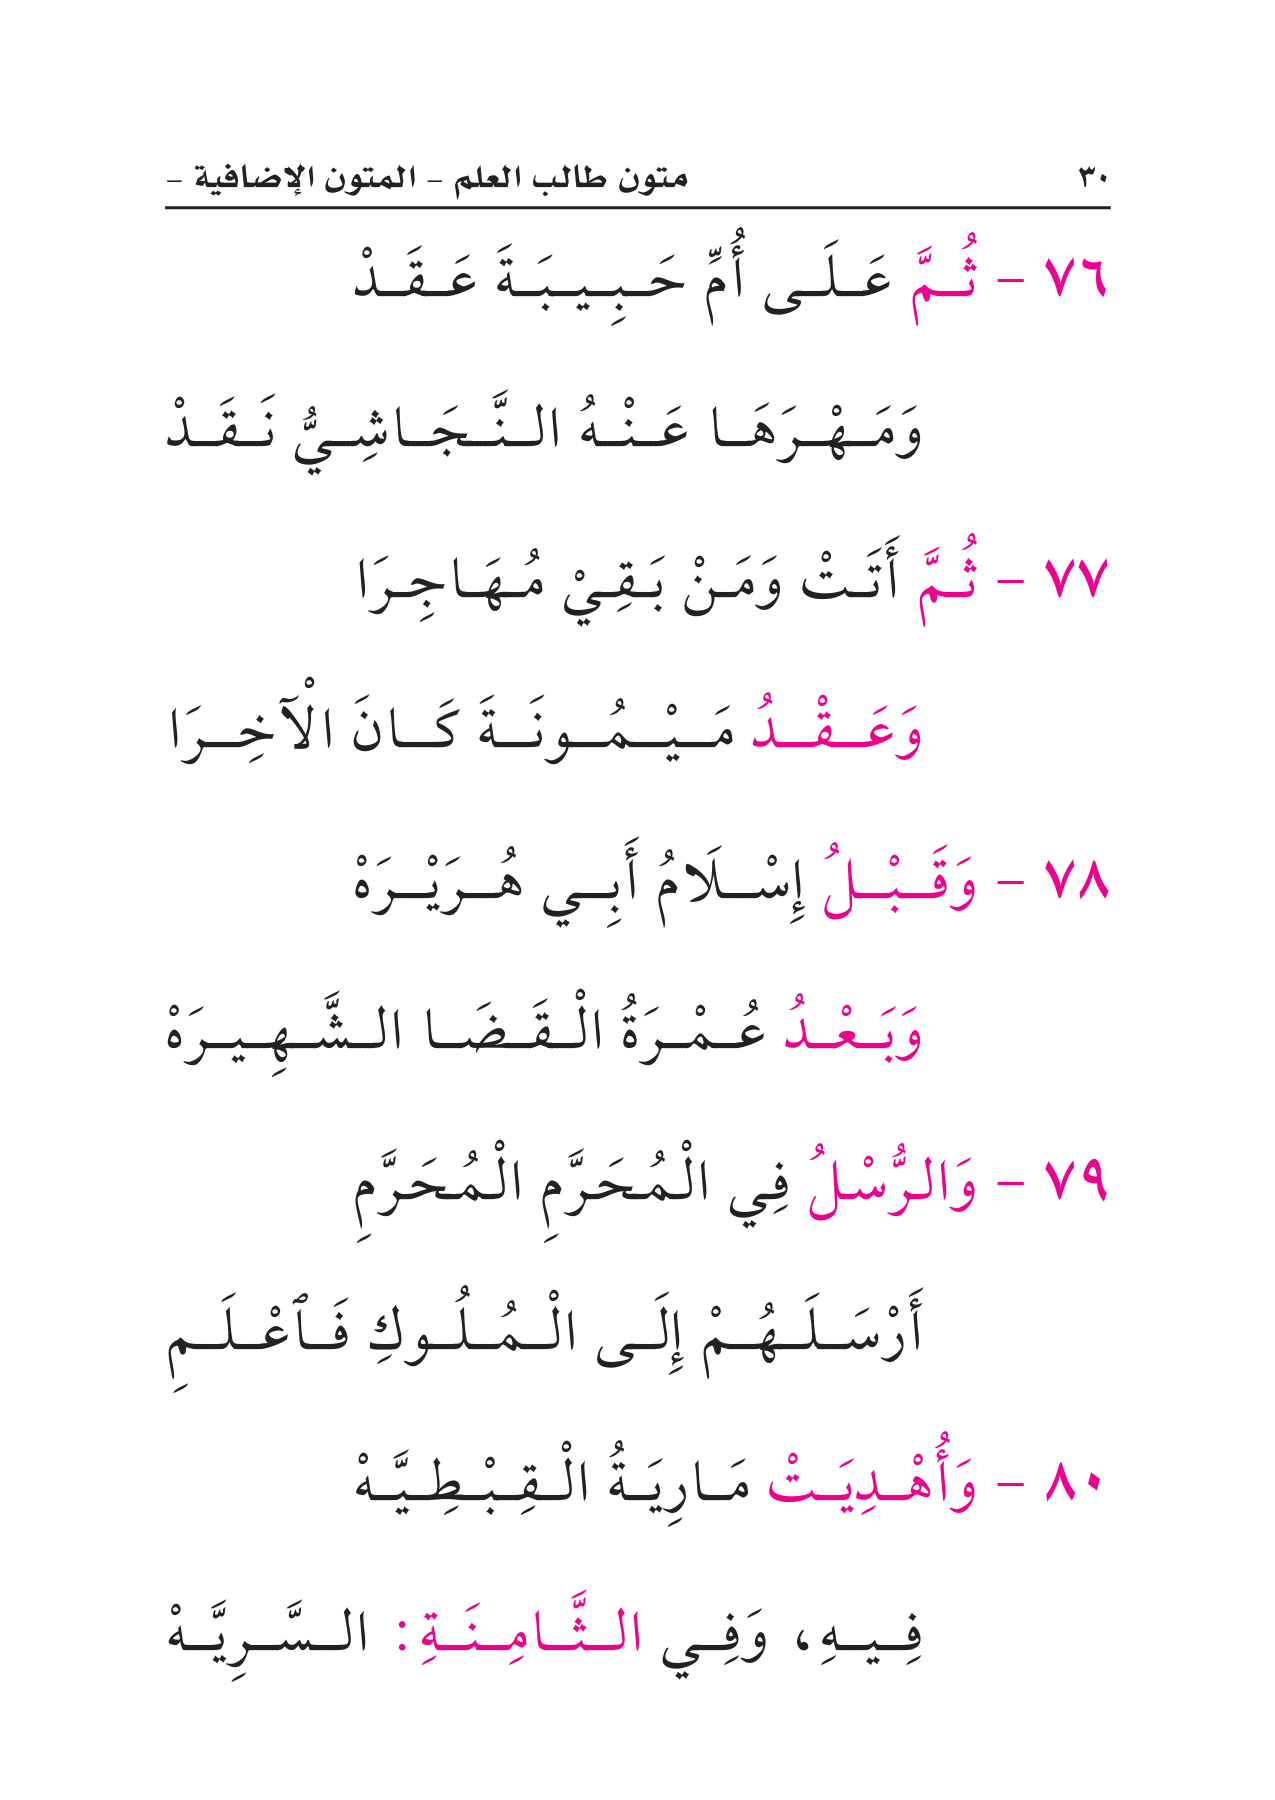 ٣٠ متون طالب العلم - المتون الإضافية -
٧٦ - ثُمَّ عَلَى أُمِّ حَبِيبَةَ عَقَدْ
وَمَهْرَهَا عَنْهُ النَّجَاشِيُّ نَقَدْ
٧٧ - ثُمَّ أَتَتْ وَمَنْ بَقِيْ مُهَاجِرَا
وَعَقْدُ مَيْمُونَةَ كَانَ الْآخِرَا
٧٨ - وَقَبْلُ إِسْلَامُ أَبِي هُرَيْرَهْ
وَبَعْدُ عُمْرَةُ الْقَضَا الشَّهِيرَهْ
٧٩ - وَالرُّسْلُ فِي الْمُحَرَّمِ الْمُحَرَّمِ
أَرْسَلَهُمْ إِلَى الْمُلُوكِ فَٱعْلَمِ
٨٠ - وَأُهْدِيَتْ مَارِيَةُ الْقِبْطِيَّهْ
فِيهِ، وَفِي الثَّامِنَةِ: السَّرِيَّهْ